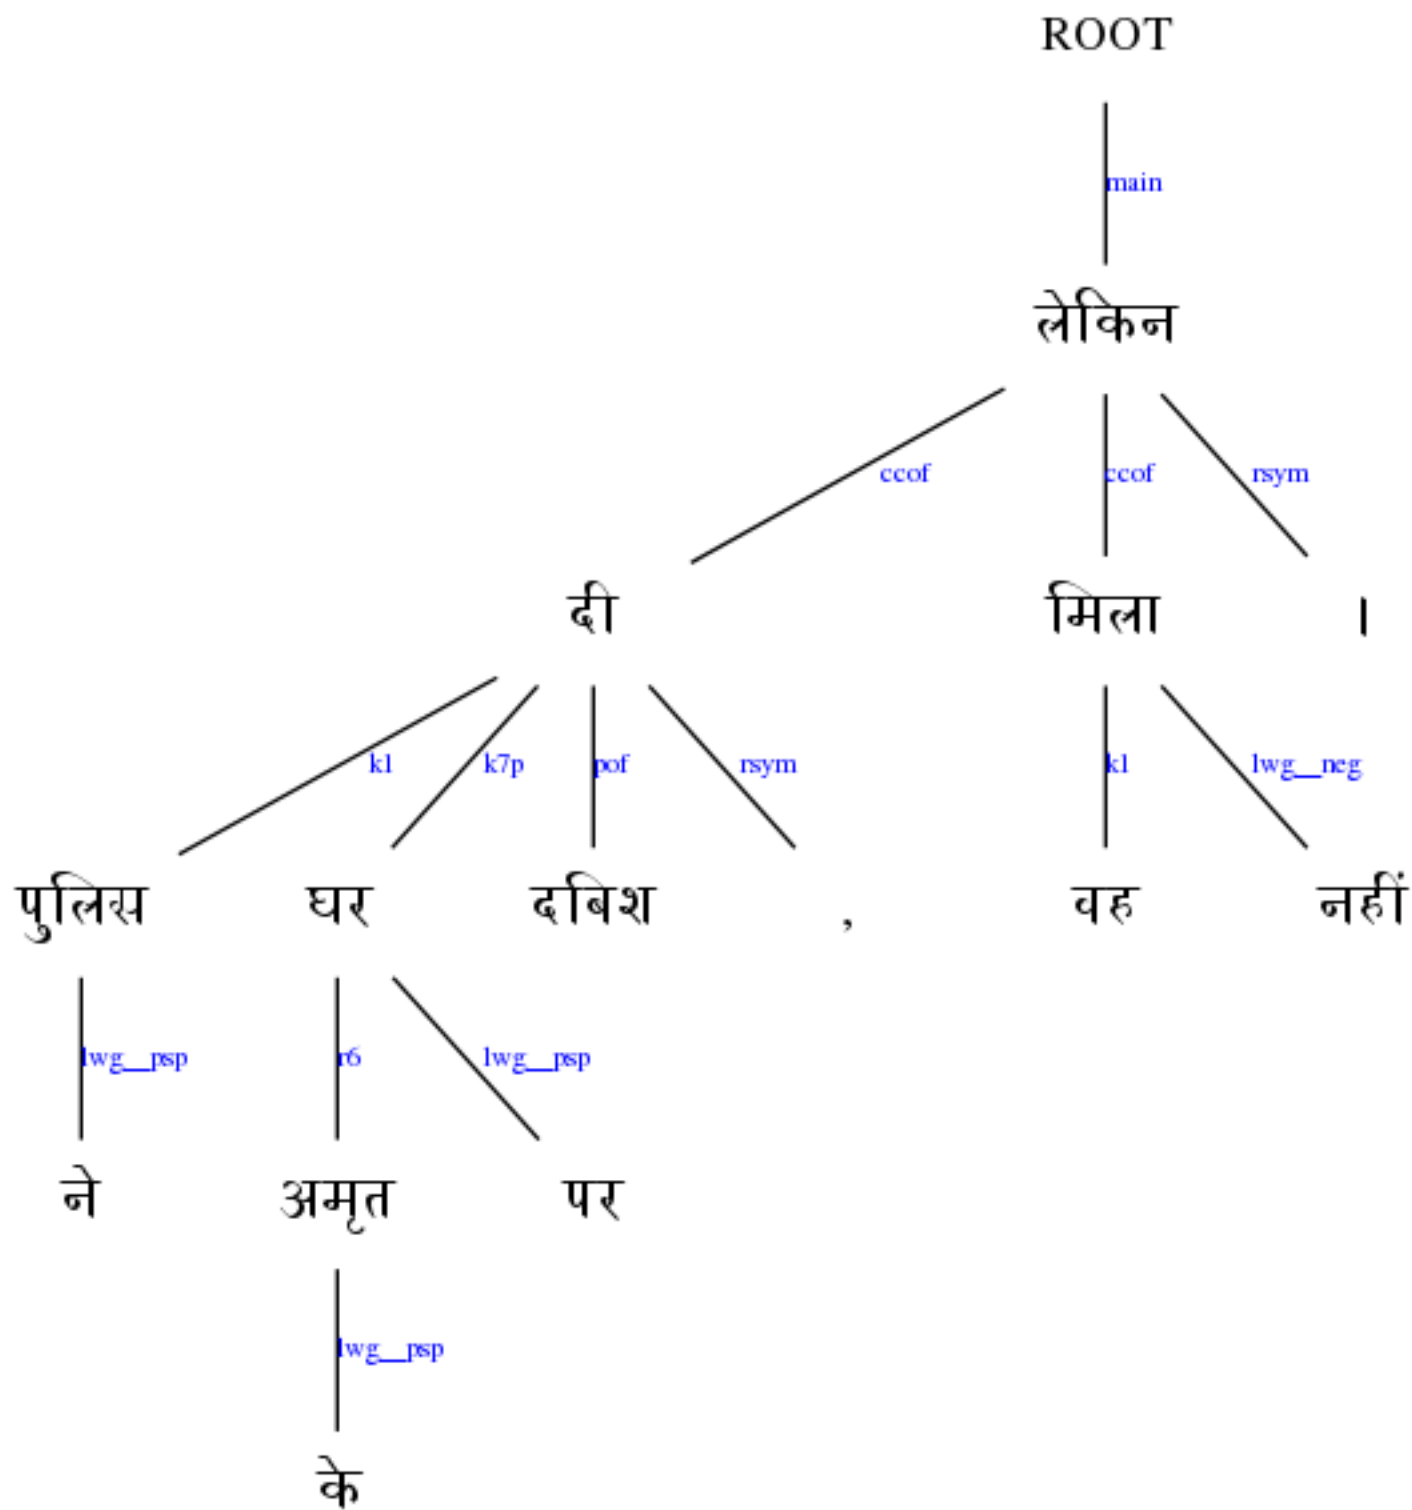 ROOT
main
लेकिन
ccof ccof rsym
दी मिला ।
k1 k7p pof rsym k1 lwg__neg
पुलिस घर दबिश , वह नहीं
lwg__psp r6 lwg__psp
ने अमृत पर
lwg__psp
के